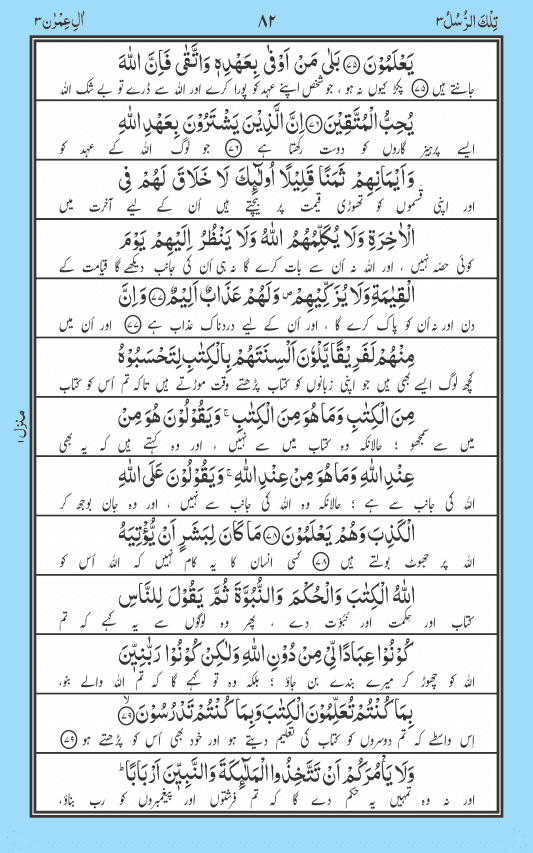 تِلْكَ الرُّسُلُ ٣
٨٢
اٰلِ عِمْرٰن ٣
يَعْلَمُوْنَ ﴿٧٥﴾ بَلٰى مَنْ اَوْفٰى بِعَهْدِهٖ وَاتَّقٰى فَاِنَّ اللّٰهَ
جانتے ہیں ﴿٧٥﴾ پکڑ کیوں نہ ہو ، جو شخص اپنے عہد کو پورا کرے اور اللہ سے ڈرے تو بے شک اللہ
يُحِبُّ الْمُتَّقِيْنَ ﴿٧٦﴾ اِنَّ الَّذِيْنَ يَشْتَرُوْنَ بِعَهْدِ اللّٰهِ
ایسے پرہیز گاروں کو دوست رکھتا ہے ﴿٧٦﴾ جو لوگ اللہ کے عہد کو
وَاَيْمَانِهِمْ ثَمَنًا قَلِيْلًا اُولٰٓئِكَ لَا خَلَاقَ لَهُمْ فِى
اور اپنی قسموں کو تھوڑی قیمت پر بیچتے ہیں اُن کے لیے آخرت میں
الْاٰخِرَةِ وَلَا يُكَلِّمُهُمُ اللّٰهُ وَلَا يَنْظُرُ اِلَيْهِمْ يَوْمَ
کوئی حصّہ نہیں ، اور اللہ نہ اُن سے بات کرے گا نہ ہی اُن کی جانب دیکھے گا قیامت کے
الْقِيٰمَةِ وَلَا يُزَكِّيْهِمْ ۪ وَلَهُمْ عَذَابٌ اَلِيْمٌ ﴿٧٧﴾ وَاِنَّ
دن اور نہ اُن کو پاک کرے گا ، اور اُن کے لیے دردناک عذاب ہے ﴿٧٧﴾ اور اُن میں
مِنْهُمْ لَفَرِيْقًا يَّلْوٗنَ اَلْسِنَتَهُمْ بِالْكِتٰبِ لِتَحْسَبُوْهُ
کچھ لوگ ایسے بھی ہیں جو اپنی زبانوں کو کتاب پڑھتے وقت موڑتے ہیں تاکہ تم اُس کو کتاب
مِنَ الْكِتٰبِ وَمَا هُوَ مِنَ الْكِتٰبِ ۚ وَيَقُوْلُوْنَ هُوَ مِنْ
میں سے سمجھو ؛ حالانکہ وہ کتاب میں سے نہیں ، اور وہ کہتے ہیں کہ یہ بھی
عِنْدِ اللّٰهِ وَمَا هُوَ مِنْ عِنْدِ اللّٰهِ ۚ وَيَقُوْلُوْنَ عَلَى اللّٰهِ
اللہ کی جانب سے ہے ؛ حالانکہ وہ اللہ کی جانب سے نہیں ، اور وہ جان بوجھ کر
الْكَذِبَ وَهُمْ يَعْلَمُوْنَ ﴿٧٨﴾ مَا كَانَ لِبَشَرٍ اَنْ يُّؤْتِيَهُ
اللہ پر جھوٹ بولتے ہیں ﴿٧٨﴾ کسی انسان کا یہ کام نہیں کہ اللہ اُس کو
اللّٰهُ الْكِتٰبَ وَالْحُكْمَ وَالنُّبُوَّةَ ثُمَّ يَقُوْلَ لِلنَّاسِ
کتاب اور حکمت اور نبوّت دے ، پھر وہ لوگوں سے یہ کہے کہ تم
كُوْنُوْا عِبَادًا لِّىْ مِنْ دُوْنِ اللّٰهِ وَلٰكِنْ كُوْنُوْا رَبّٰنِيّٖنَ
اللہ کو چھوڑ کر میرے بندے بن جاؤ ؛ بلکہ وہ تو کہے گا کہ تم اللہ والے بنو،
بِمَا كُنْتُمْ تُعَلِّمُوْنَ الْكِتٰبَ وَبِمَا كُنْتُمْ تَدْرُسُوْنَ ۙ﴿٧٩﴾
اِس واسطے کہ تم دوسروں کو کتاب کی تعلیم دیتے ہو اور خود بھی اُس کو پڑھتے ہو ﴿٧٩﴾
وَلَا يَاْمُرَكُمْ اَنْ تَتَّخِذُوا الْمَلٰٓئِكَةَ وَالنَّبِيّٖنَ اَرْبَابًا ؕ
اور نہ وہ تمہیں یہ حکم دے گا کہ تم فرشتوں اور پیغمبروں کو رب بناؤ،
منزل ١